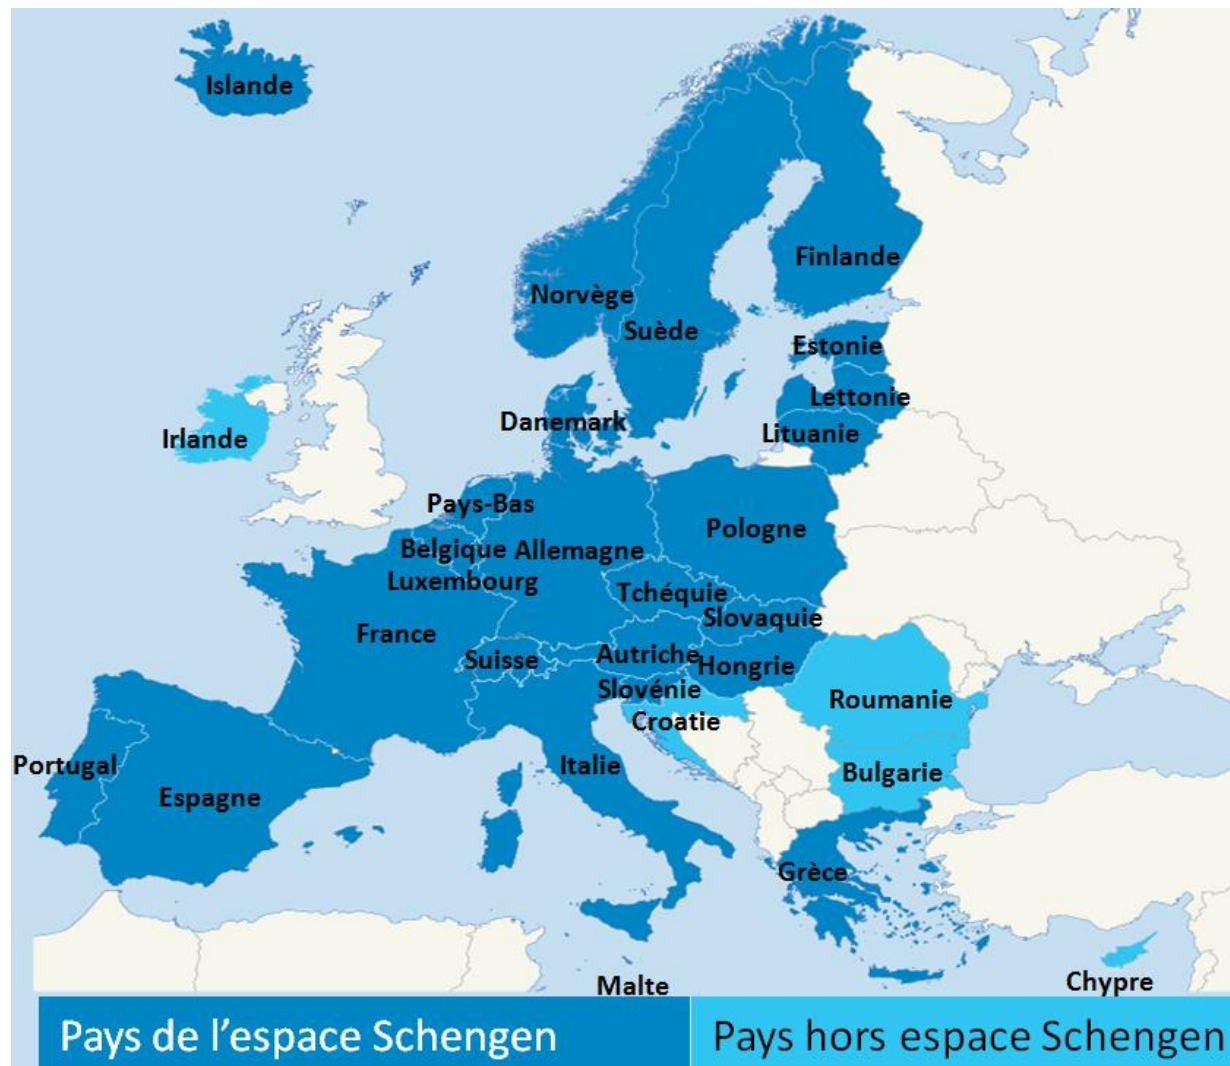 Islande
Finlande
Norvège
Suède
Estonie
Lettonie
Danemark
Lituanie
Irlande
Pays-Bas
Pologne
Belgique
Allemagne
Luxembourg
Tchéquie
Slovaquie
France
Autriche
Suisse
Hongrie
Slovénie
Roumanie
Croatie
Portugal
Italie
Bulgarie
Espagne
Grèce
Malte
Chypre
Pays de l'espace Schengen
Pays hors espace Schengen